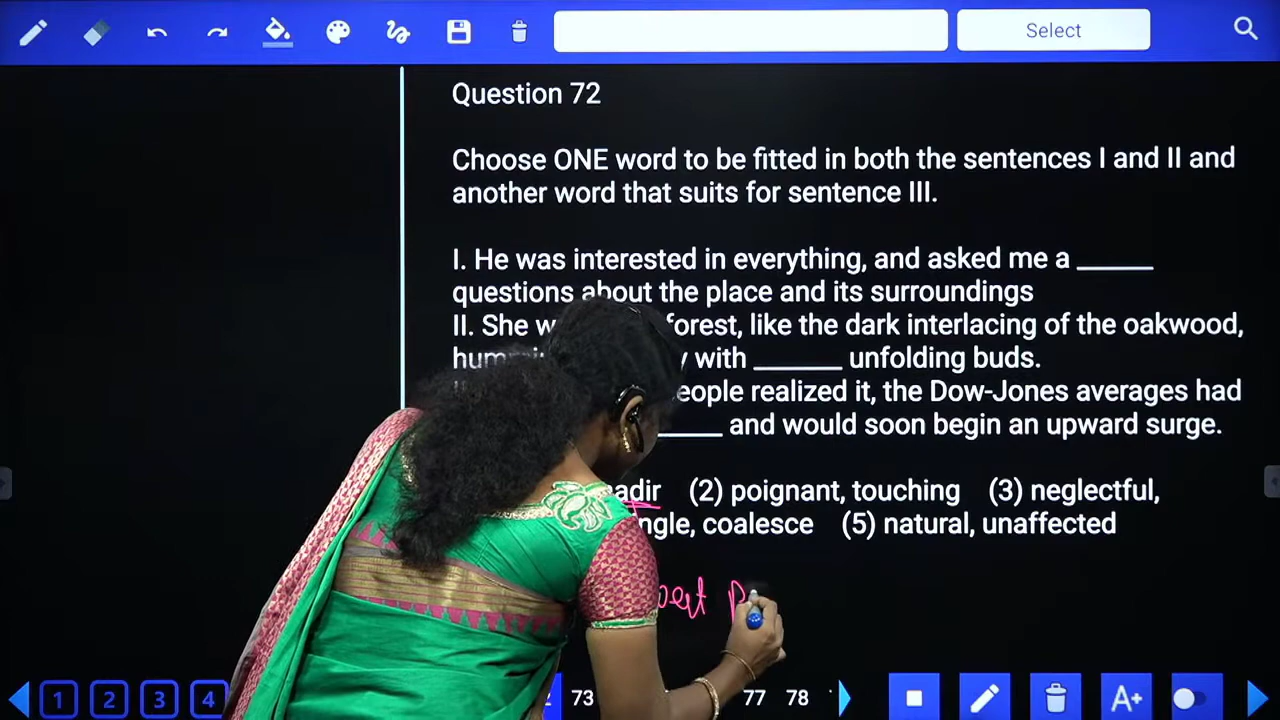 Select
Question 72
Choose ONE word to be fitted in both the sentences I and II and
another word that suits for sentence III.
I. He was interested in everything, and asked me a _____
questions about the place and its surroundings
II. She forest, like the dark interlacing of the oakwood,
with ______ unfolding buds.
people realized it, the Dow-Jones averages had
_____ and would soon begin an upward surge.
nadir (2) poignant, touching (3) neglectful,
coalesce (5) natural, unaffected
1 2 3 4 73 77 78
A+